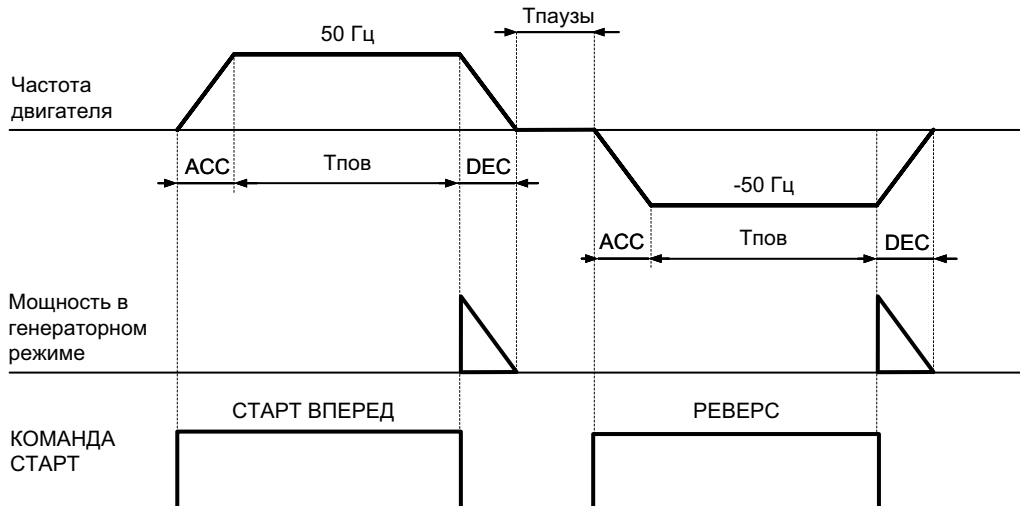 Тпаузы
50 Гц
Частота
двигателя
ACC
Тпов
DEC
-50 Гц
ACC
Тпов
DEC
Мощность в
генераторном
режиме
СТАРТ ВПЕРЕД
РЕВЕРС
КОМАНДА
СТАРТ